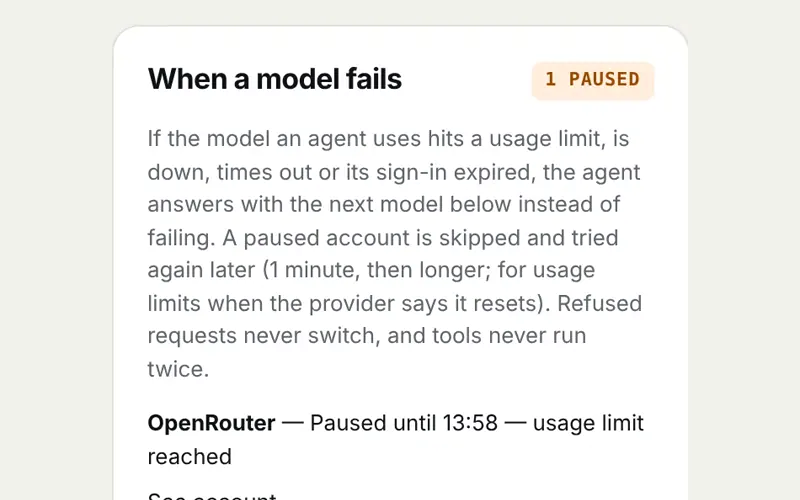 When a model fails
1 PAUSED
If the model an agent uses hits a usage limit, is
down, times out or its sign-in expired, the agent
answers with the next model below instead of
failing. A paused account is skipped and tried
again later (1 minute, then longer; for usage
limits when the provider says it resets). Refused
requests never switch, and tools never run
twice.
OpenRouter — Paused until 13:58 — usage limit
reached
See account